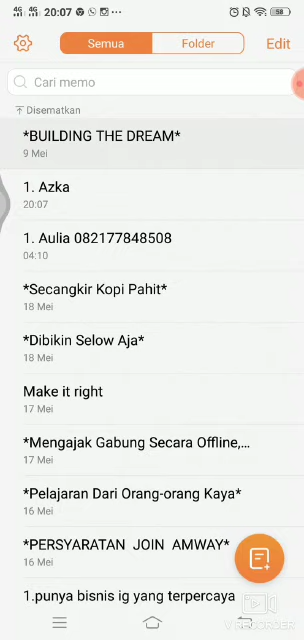 4G 4G 20:07 ... 58
Semua Folder Edit
Cari memo
Disematkan
*BUILDING THE DREAM*
9 Mei
1. Azka
20:07
1. Aulia 082177848508
04:10
*Secangkir Kopi Pahit*
18 Mei
*Dibikin Selow Aja*
18 Mei
Make it right
17 Mei
*Mengajak Gabung Secara Offline,...
17 Mei
*Pelajaran Dari Orang-orang Kaya*
16 Mei
*PERSYARATAN JOIN AMWAY*
16 Mei
1.punya bisnis ig yang terpercaya
V RECORDER